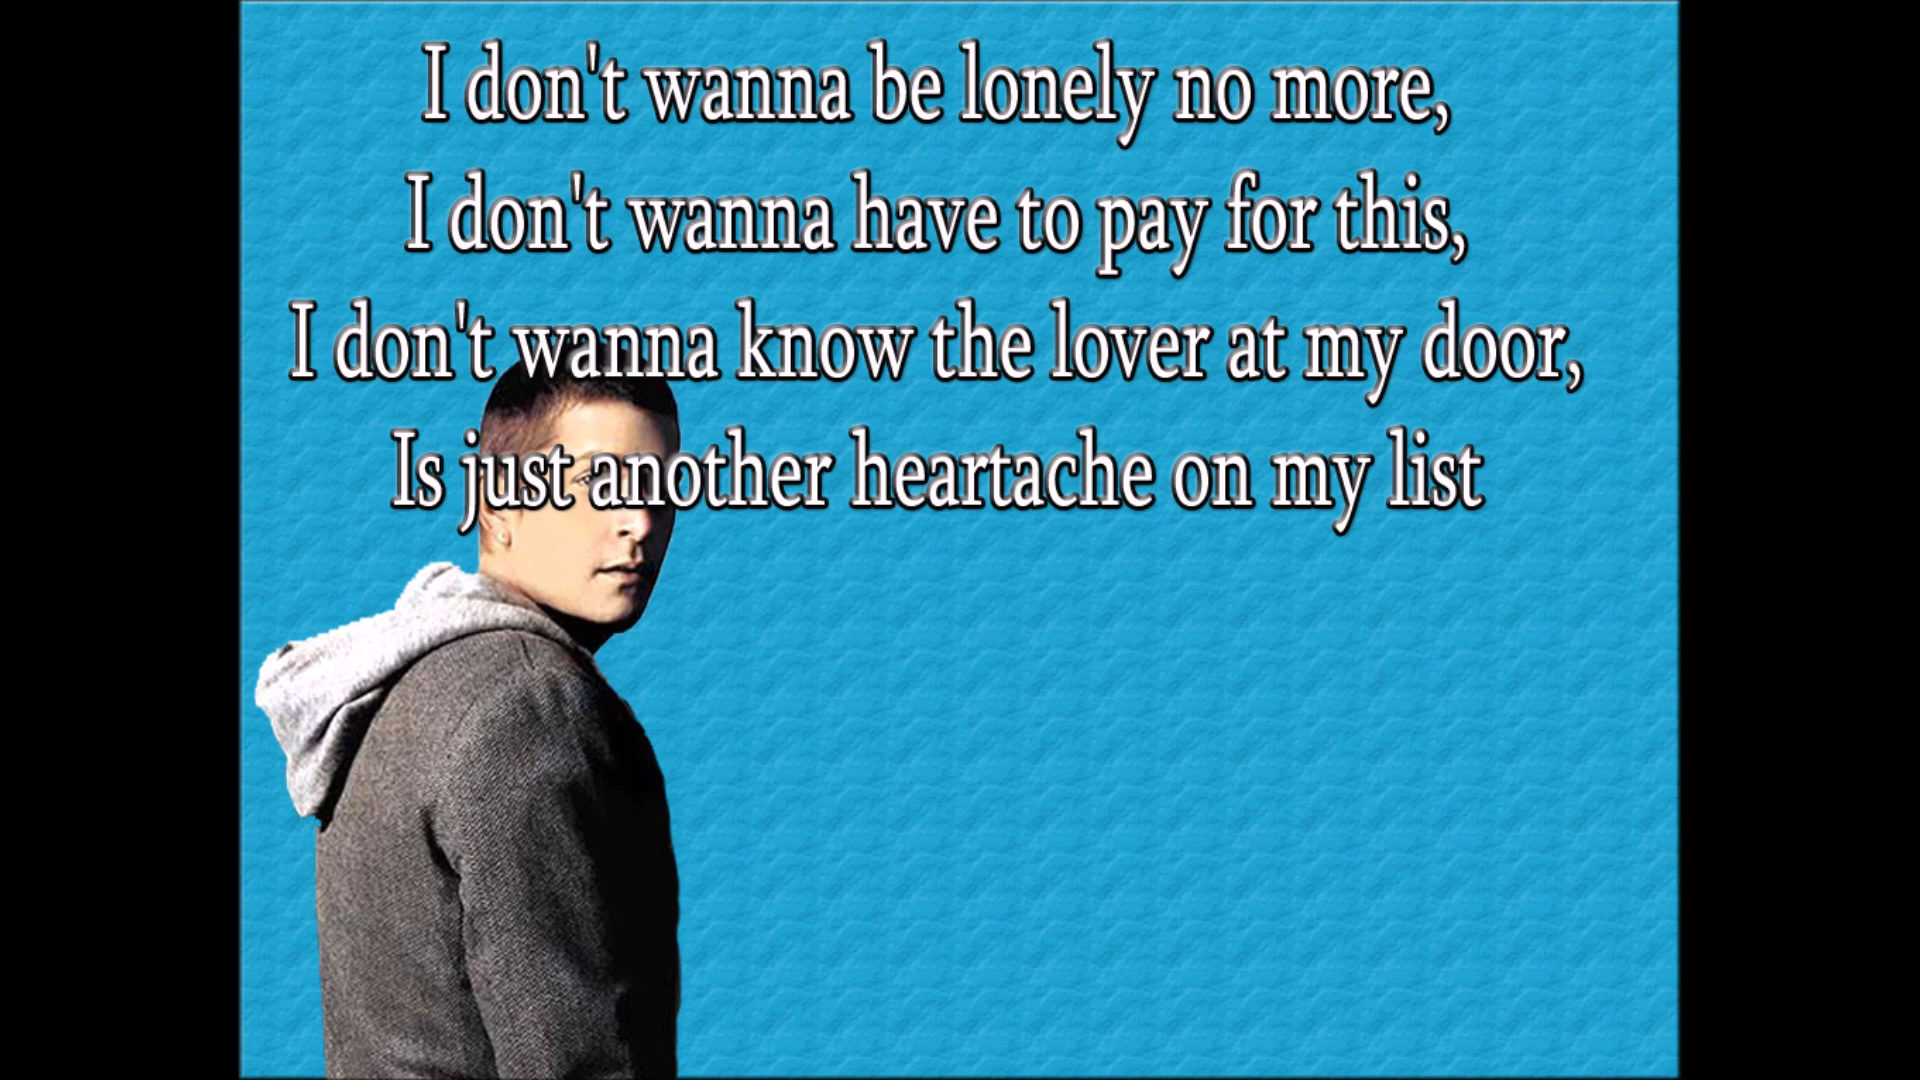 I don't wanna be lonely no more,
I don't wanna have to pay for this,
I don't wanna know the lover at my door,
Is just another heartache on my list